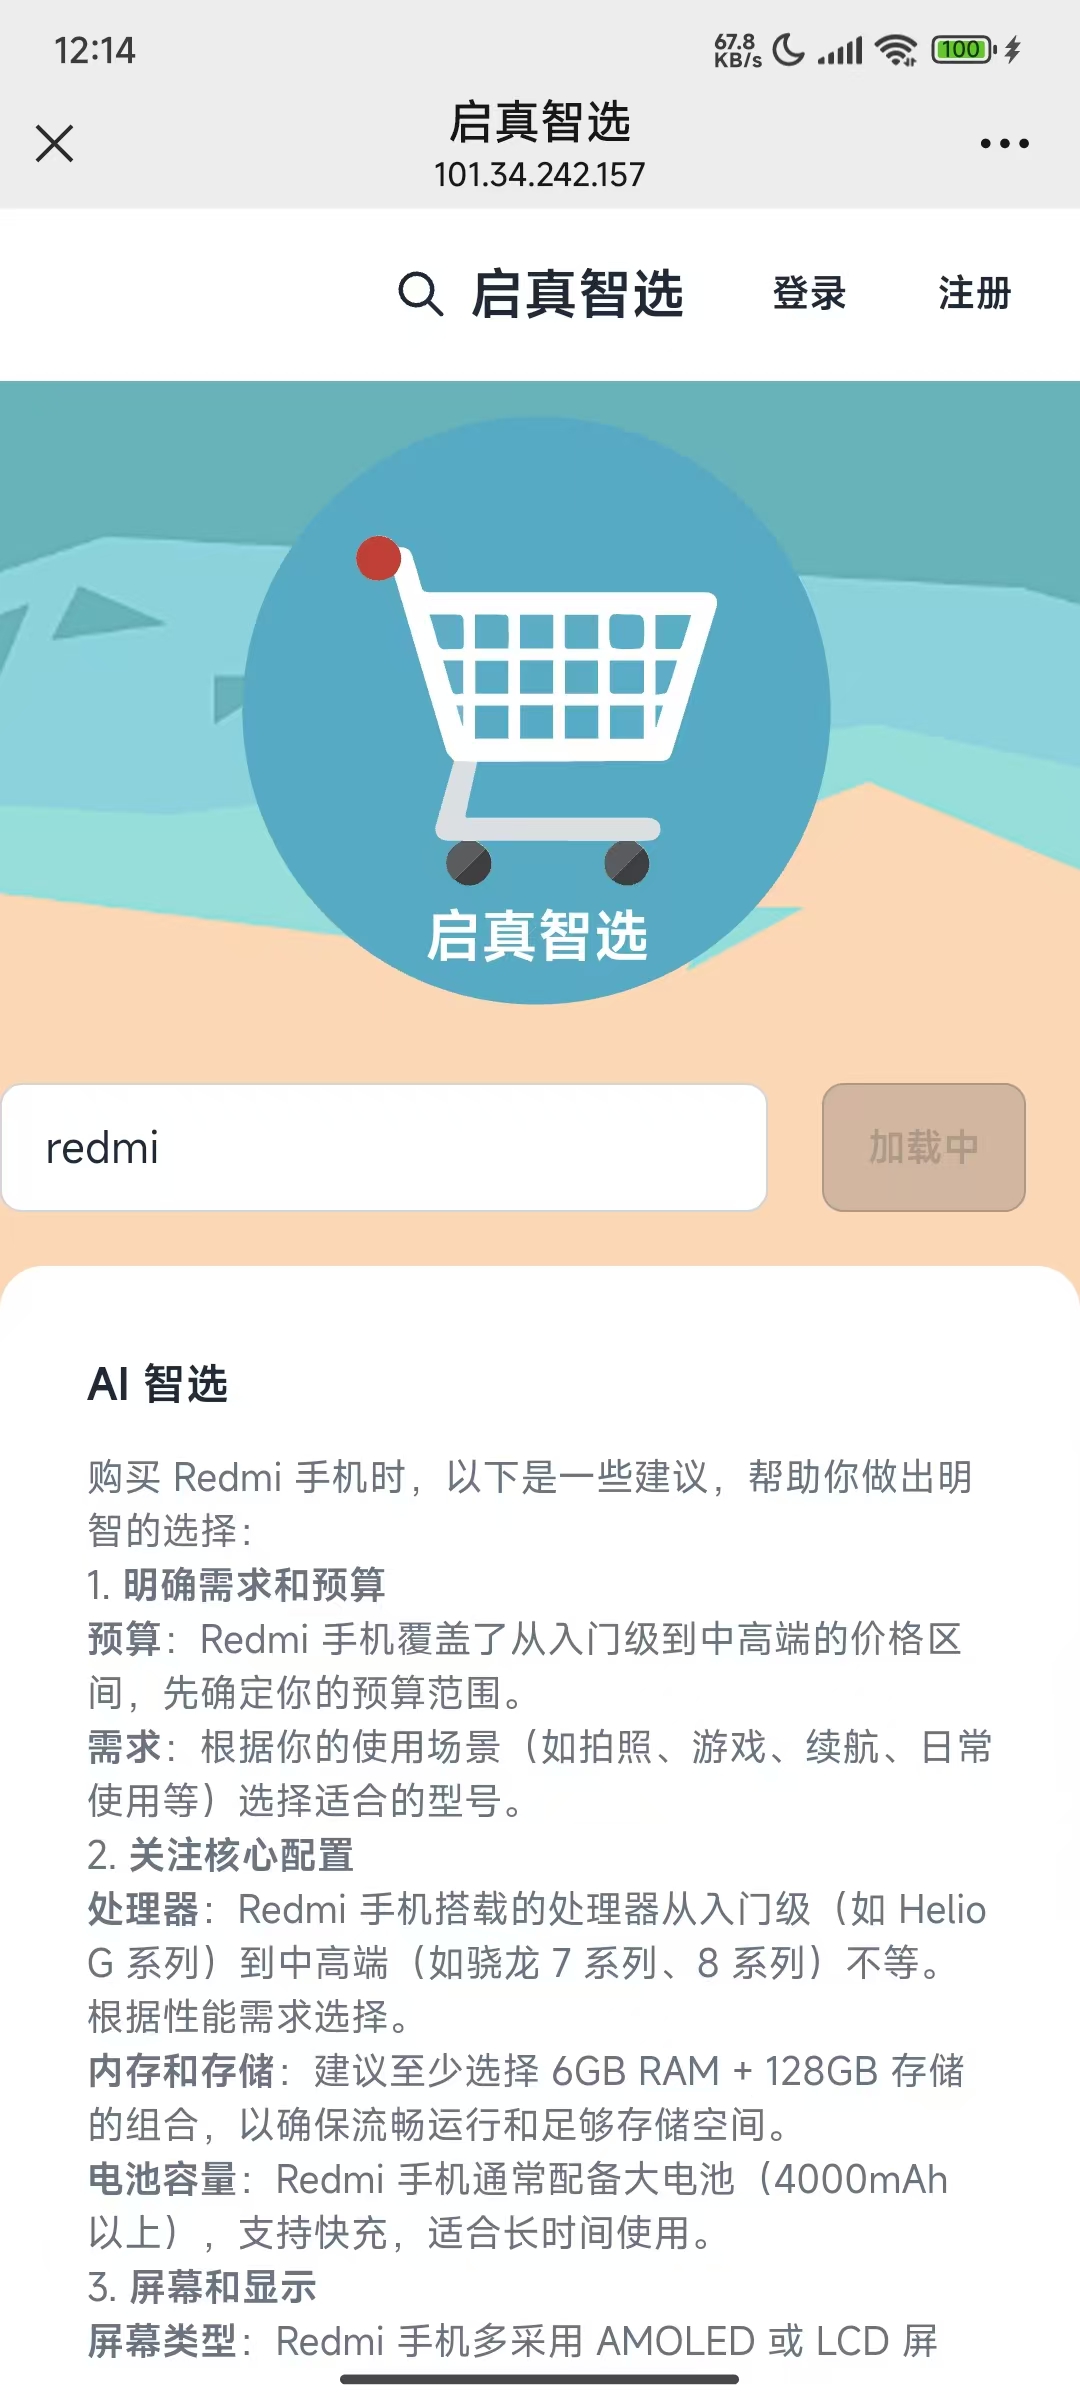 12:14
67.8
KB/s
100
启真智选
101.34.242.157
启真智选 登录 注册
启真智选
redmi
加载中
AI 智选
购买 Redmi 手机时，以下是一些建议，帮助你做出明
智的选择：
1. 明确需求和预算
预算：Redmi 手机覆盖了从入门级到中高端的价格区
间，先确定你的预算范围。
需求：根据你的使用场景（如拍照、游戏、续航、日常
使用等）选择适合的型号。
2. 关注核心配置
处理器：Redmi 手机搭载的处理器从入门级（如 Helio
G 系列）到中高端（如骁龙 7 系列、8 系列）不等。
根据性能需求选择。
内存和存储：建议至少选择 6GB RAM + 128GB 存储
的组合，以确保流畅运行和足够存储空间。
电池容量：Redmi 手机通常配备大电池（4000mAh
以上），支持快充，适合长时间使用。
3. 屏幕和显示
屏幕类型：Redmi 手机多采用 AMOLED 或 LCD 屏